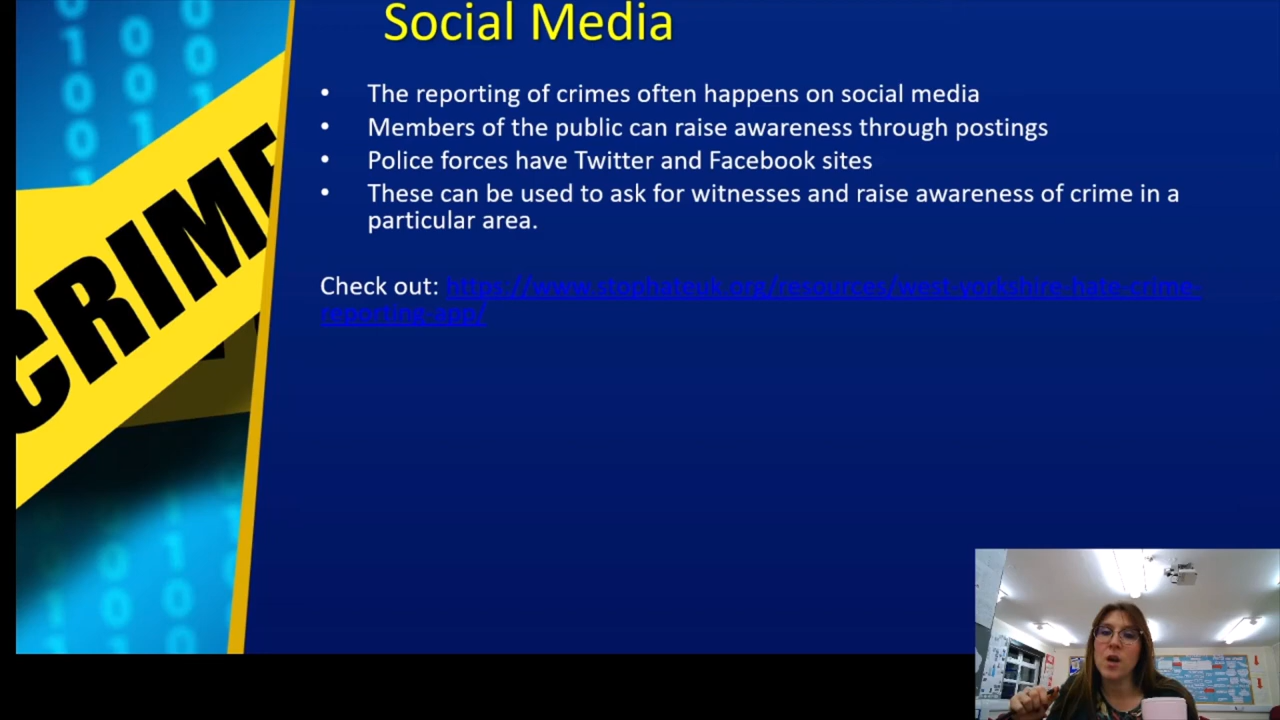 Social Media
• The reporting of crimes often happens on social media
• Members of the public can raise awareness through postings
• Police forces have Twitter and Facebook sites
• These can be used to ask for witnesses and raise awareness of crime in a
particular area.
Check out: https://www.stophateuk.org/resources/west-yorkshire-hate-crime-
reporting-app/
CRIME